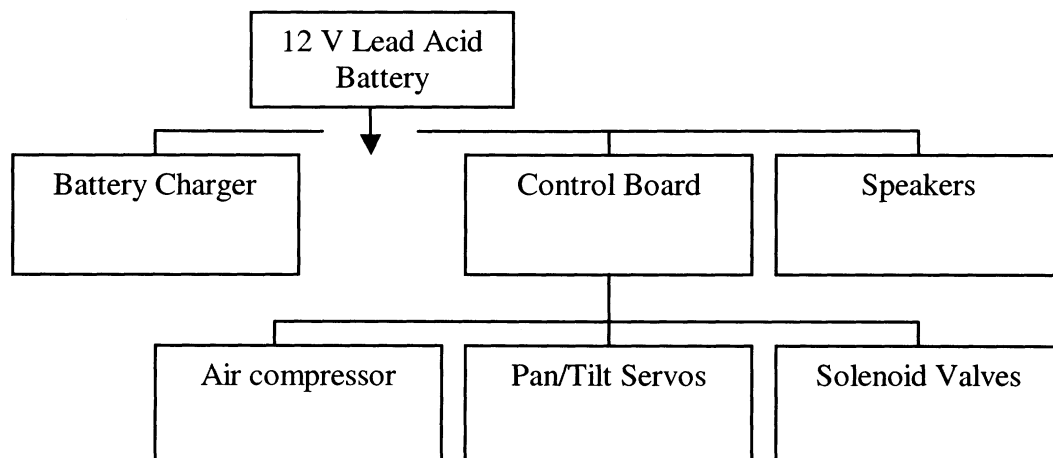 12 V Lead Acid
Battery
Battery Charger
Control Board
Speakers
Air compressor
Pan/Tilt Servos
Solenoid Valves